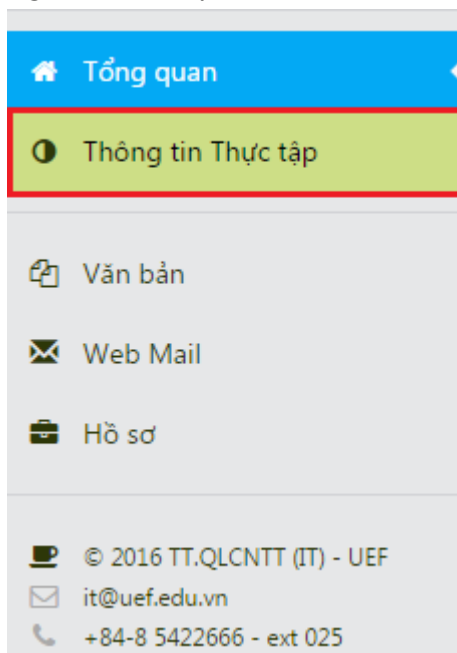 Tổng quan
Thông tin Thực tập
Văn bản
Web Mail
Hồ sơ
© 2016 TT.QLCNTT (IT) - UEF
it@uef.edu.vn
+84-8 5422666 - ext 025